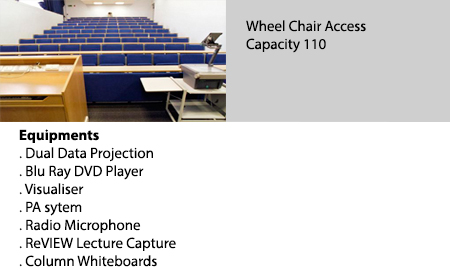 Wheel Chair Access
Capacity 110
Equipments
. Dual Data Projection
. Blu Ray DVD Player
. Visualiser
. PA sytem
. Radio Microphone
. ReVIEW Lecture Capture
. Column Whiteboards